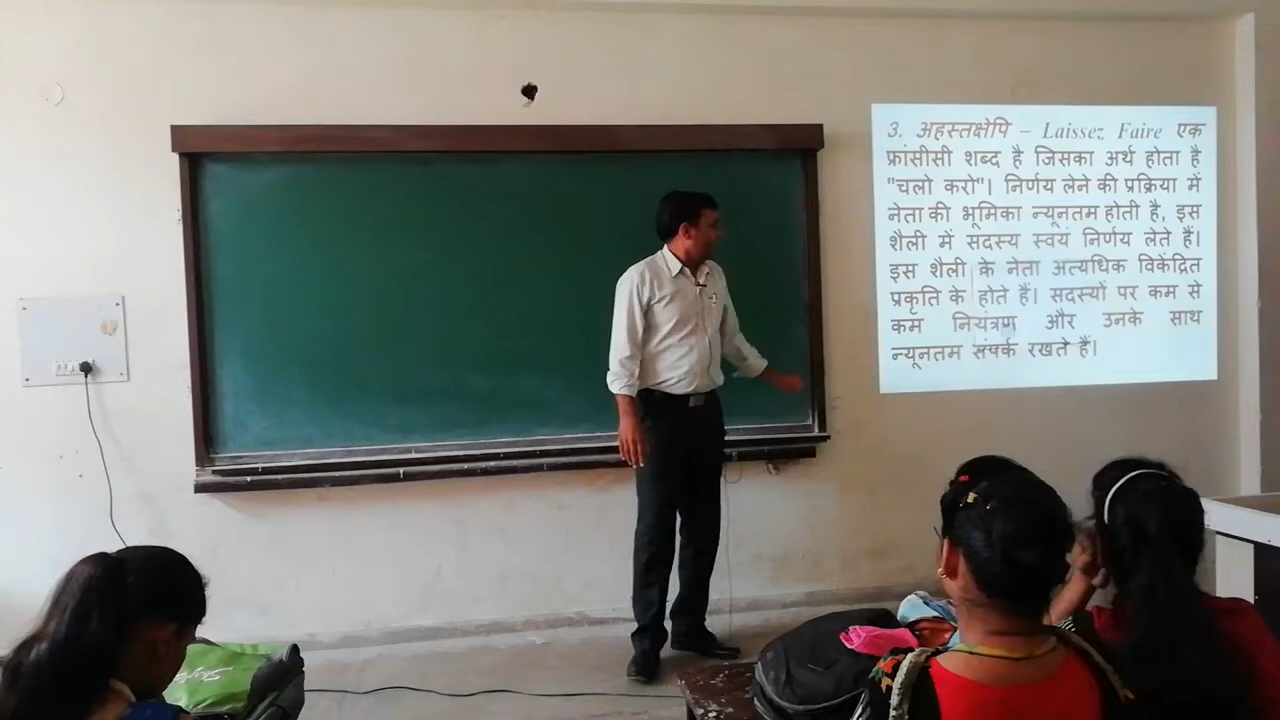 3. अहस्तक्षेपि – Laissez Faire एक
फ्रांसीसी शब्द है जिसका अर्थ होता है
"चलो करो"। निर्णय लेने की प्रक्रिया में
नेता की भूमिका न्यूनतम होती है, इस
शैली में सदस्य स्वयं निर्णय लेते हैं।
इस शैली के नेता अत्यधिक विकेंद्रित
प्रकृति के होते हैं। सदस्यों पर कम से
कम नियंत्रण और उनके साथ
न्यूनतम संपर्क रखते हैं।